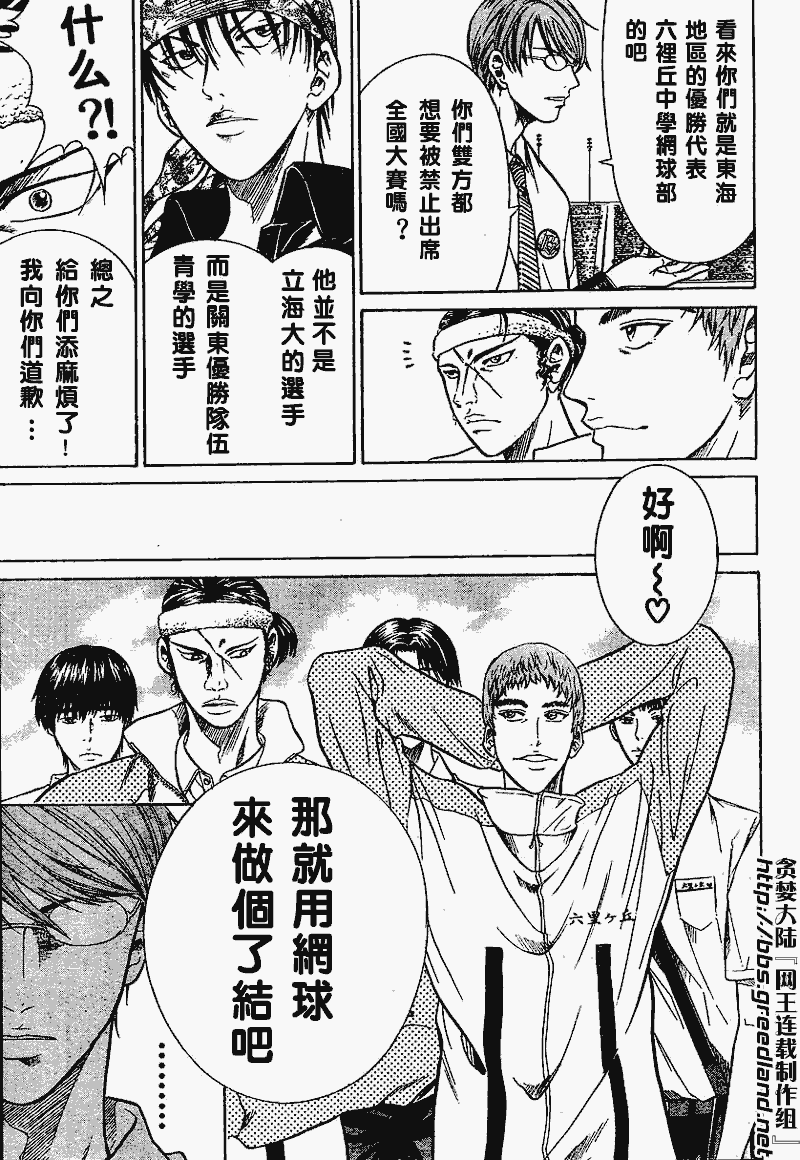 看來你們就是東海
地區的優勝代表
六裡丘中學網球部
的吧
你們雙方都
想要被禁止出席
全國大賽嗎？
他並不是
立海大的選手
而是關東優勝隊伍
青學的選手
什么?!
總之
給你們添麻煩了！
我向你們道歉…
好啊～♡
那就用網球
來做個了結吧
………
六里ケ丘
贪婪大陆『网王连载制作组』
http://bbs.greedland.net